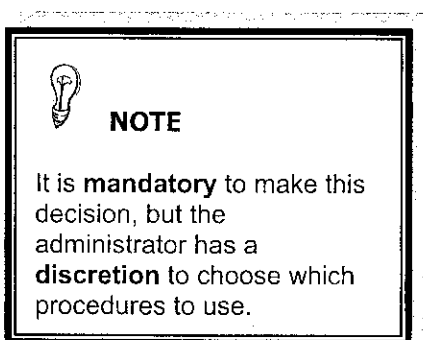 NOTE
It is mandatory to make this
decision, but the
administrator has a
discretion to choose which
procedures to use.